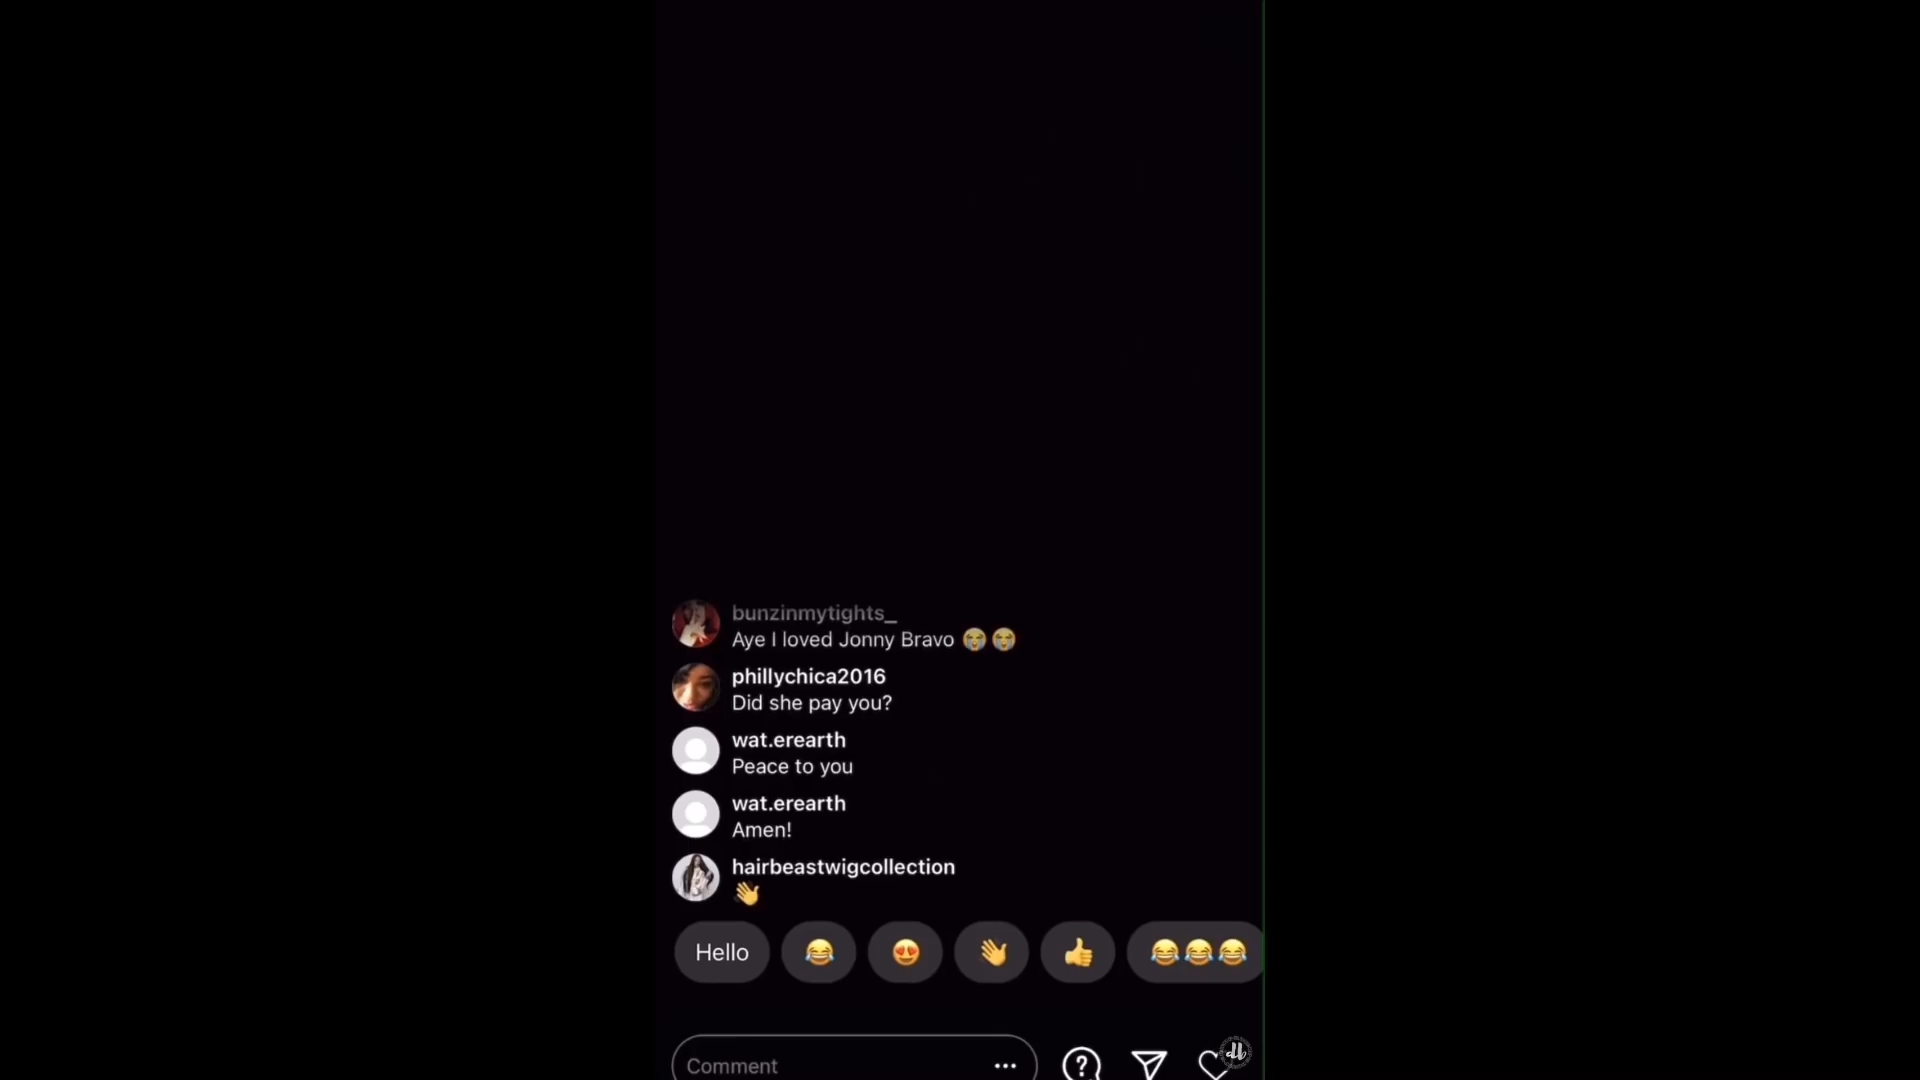 bunzinmytights_
Aye I loved Jonny Bravo 😭😭
phillychica2016
Did she pay you?
wat.erearth
Peace to you
wat.erearth
Amen!
hairbeastwigcollection
👋
Hello 😂 😍 👋 👍 😂😂😂
Comment